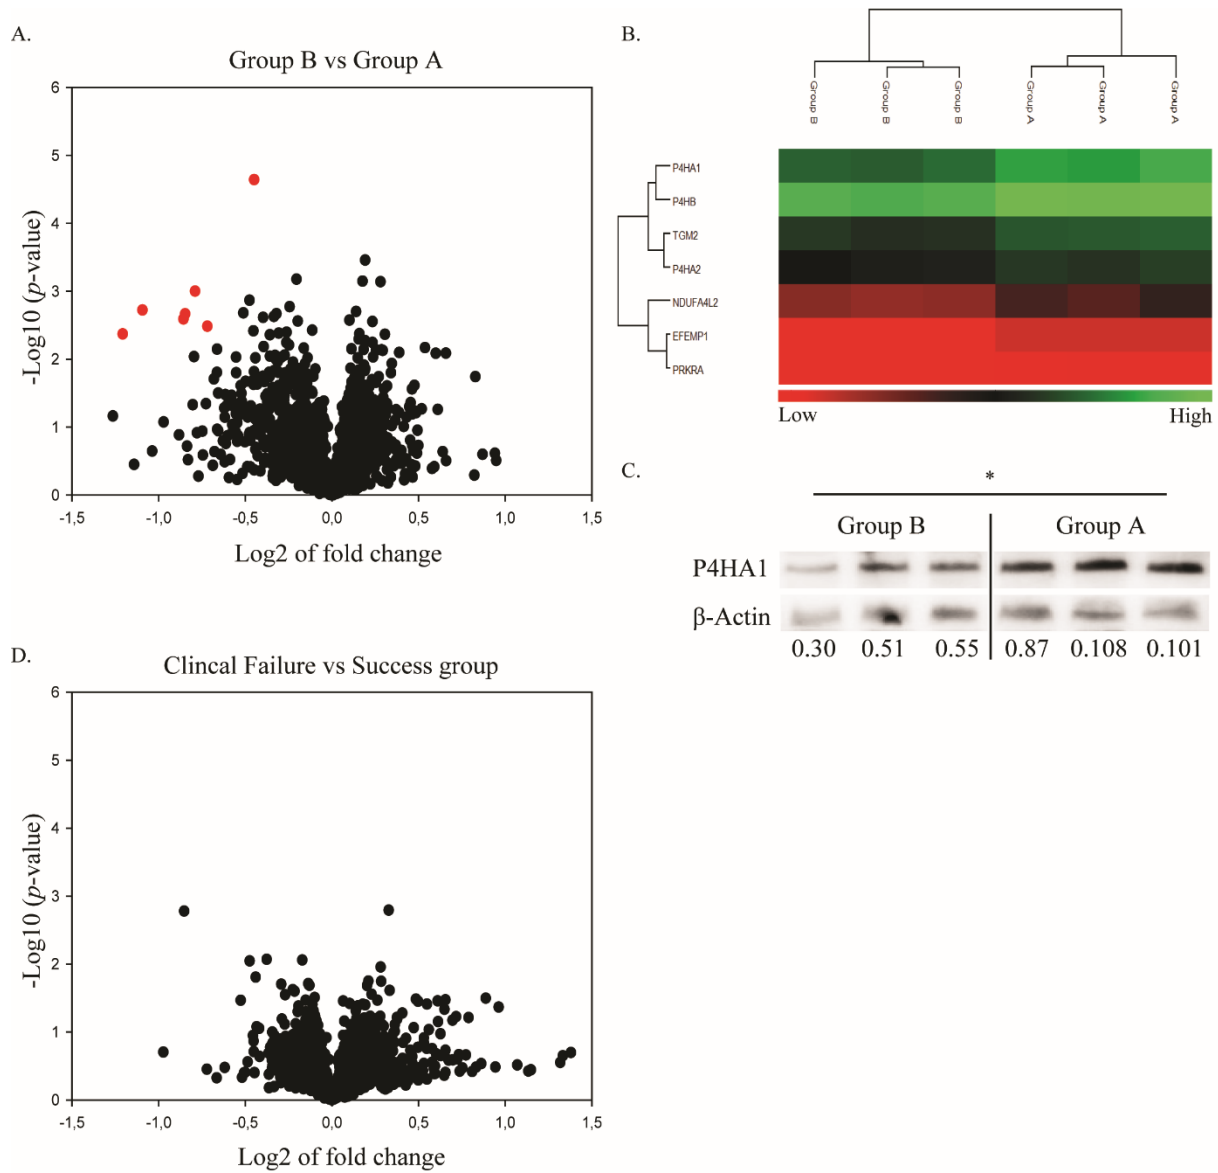 A.
Group B vs Group A
6
5
4
3
2
1
0
-Log10 (p-value)
-1,5 -1,0 -0,5 0,0 0,5 1,0 1,5
Log2 of fold change
B.
Group B Group B Group B Group A Group A Group A
P4HA1
P4HB
TGM2
P4HA2
NDUFA4L2
EFEMP1
PRKRA
Low High
C.
*
Group B Group A
P4HA1
β-Actin
0.30 0.51 0.55 0.87 0.108 0.101
D.
Clincal Failure vs Success group
6
5
4
3
2
1
0
-Log10 (p-value)
-1,5 -1,0 -0,5 0,0 0,5 1,0 1,5
Log2 of fold change